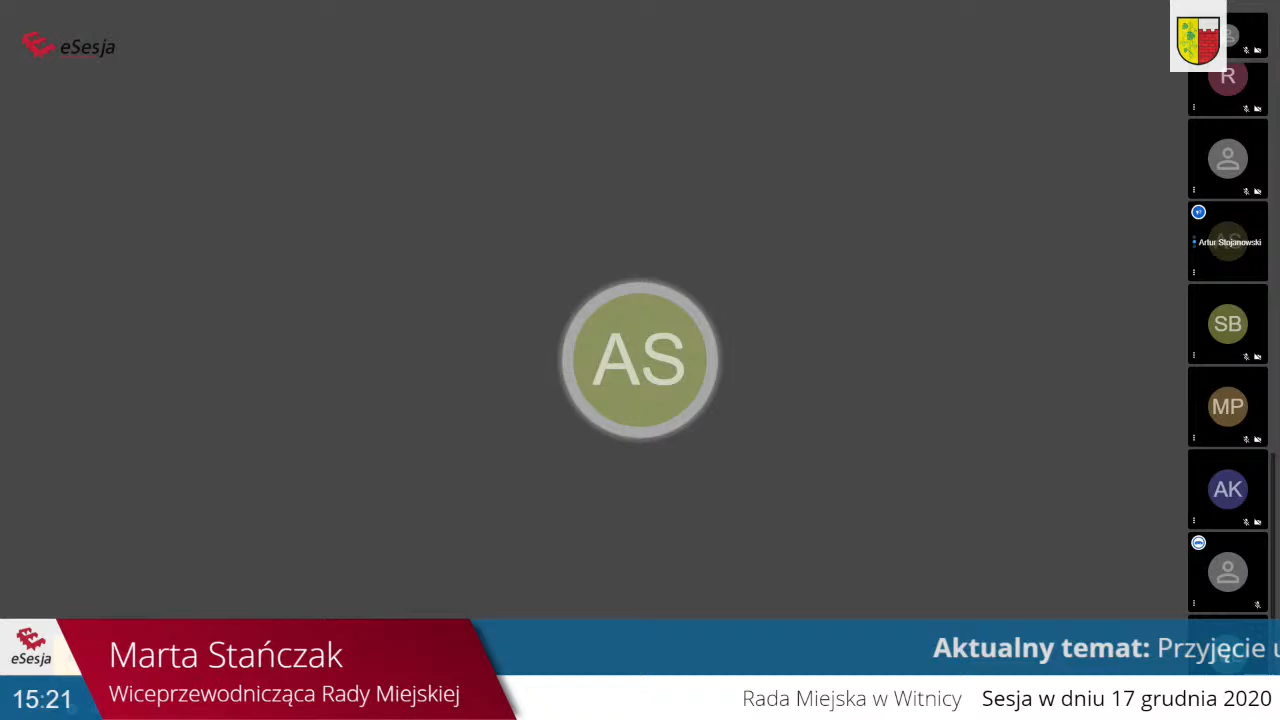 eSesja
R
Artur Stojanowski
SB
MP
AK
AS
Marta Stańczak
Wiceprzewodnicząca Rady Miejskiej
eSesja
15:21
Aktualny temat: Przyjęcie u
Rada Miejska w Witnicy Sesja w dniu 17 grudnia 2020